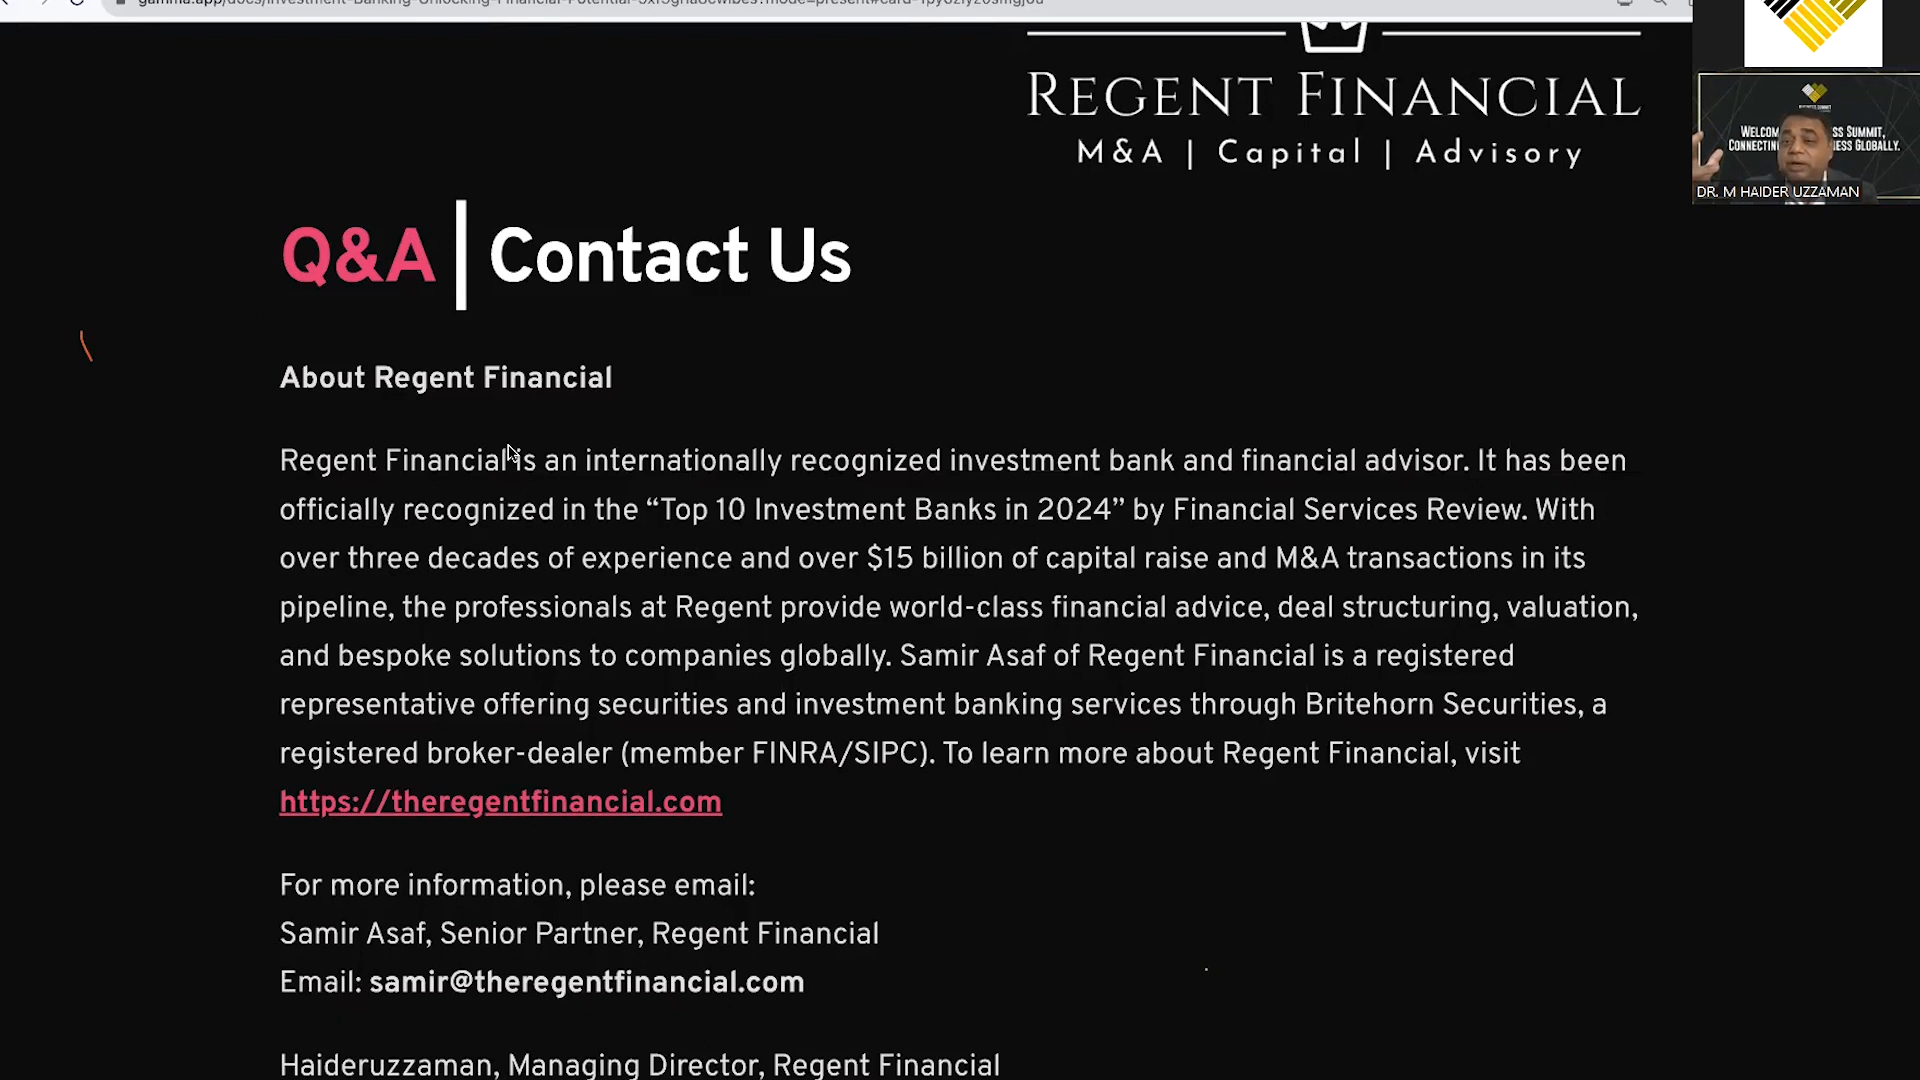 REGENT FINANCIAL
M&A | Capital | Advisory
DR. M HAIDER UZZAMAN
Q&A | Contact Us
About Regent Financial
Regent Financial is an internationally recognized investment bank and financial advisor. It has been
officially recognized in the “Top 10 Investment Banks in 2024” by Financial Services Review. With
over three decades of experience and over $15 billion of capital raise and M&A transactions in its
pipeline, the professionals at Regent provide world-class financial advice, deal structuring, valuation,
and bespoke solutions to companies globally. Samir Asaf of Regent Financial is a registered
representative offering securities and investment banking services through Britehorn Securities, a
registered broker-dealer (member FINRA/SIPC). To learn more about Regent Financial, visit
https://theregentfinancial.com
For more information, please email:
Samir Asaf, Senior Partner, Regent Financial
Email: samir@theregentfinancial.com
Haideruzzaman, Managing Director, Regent Financial